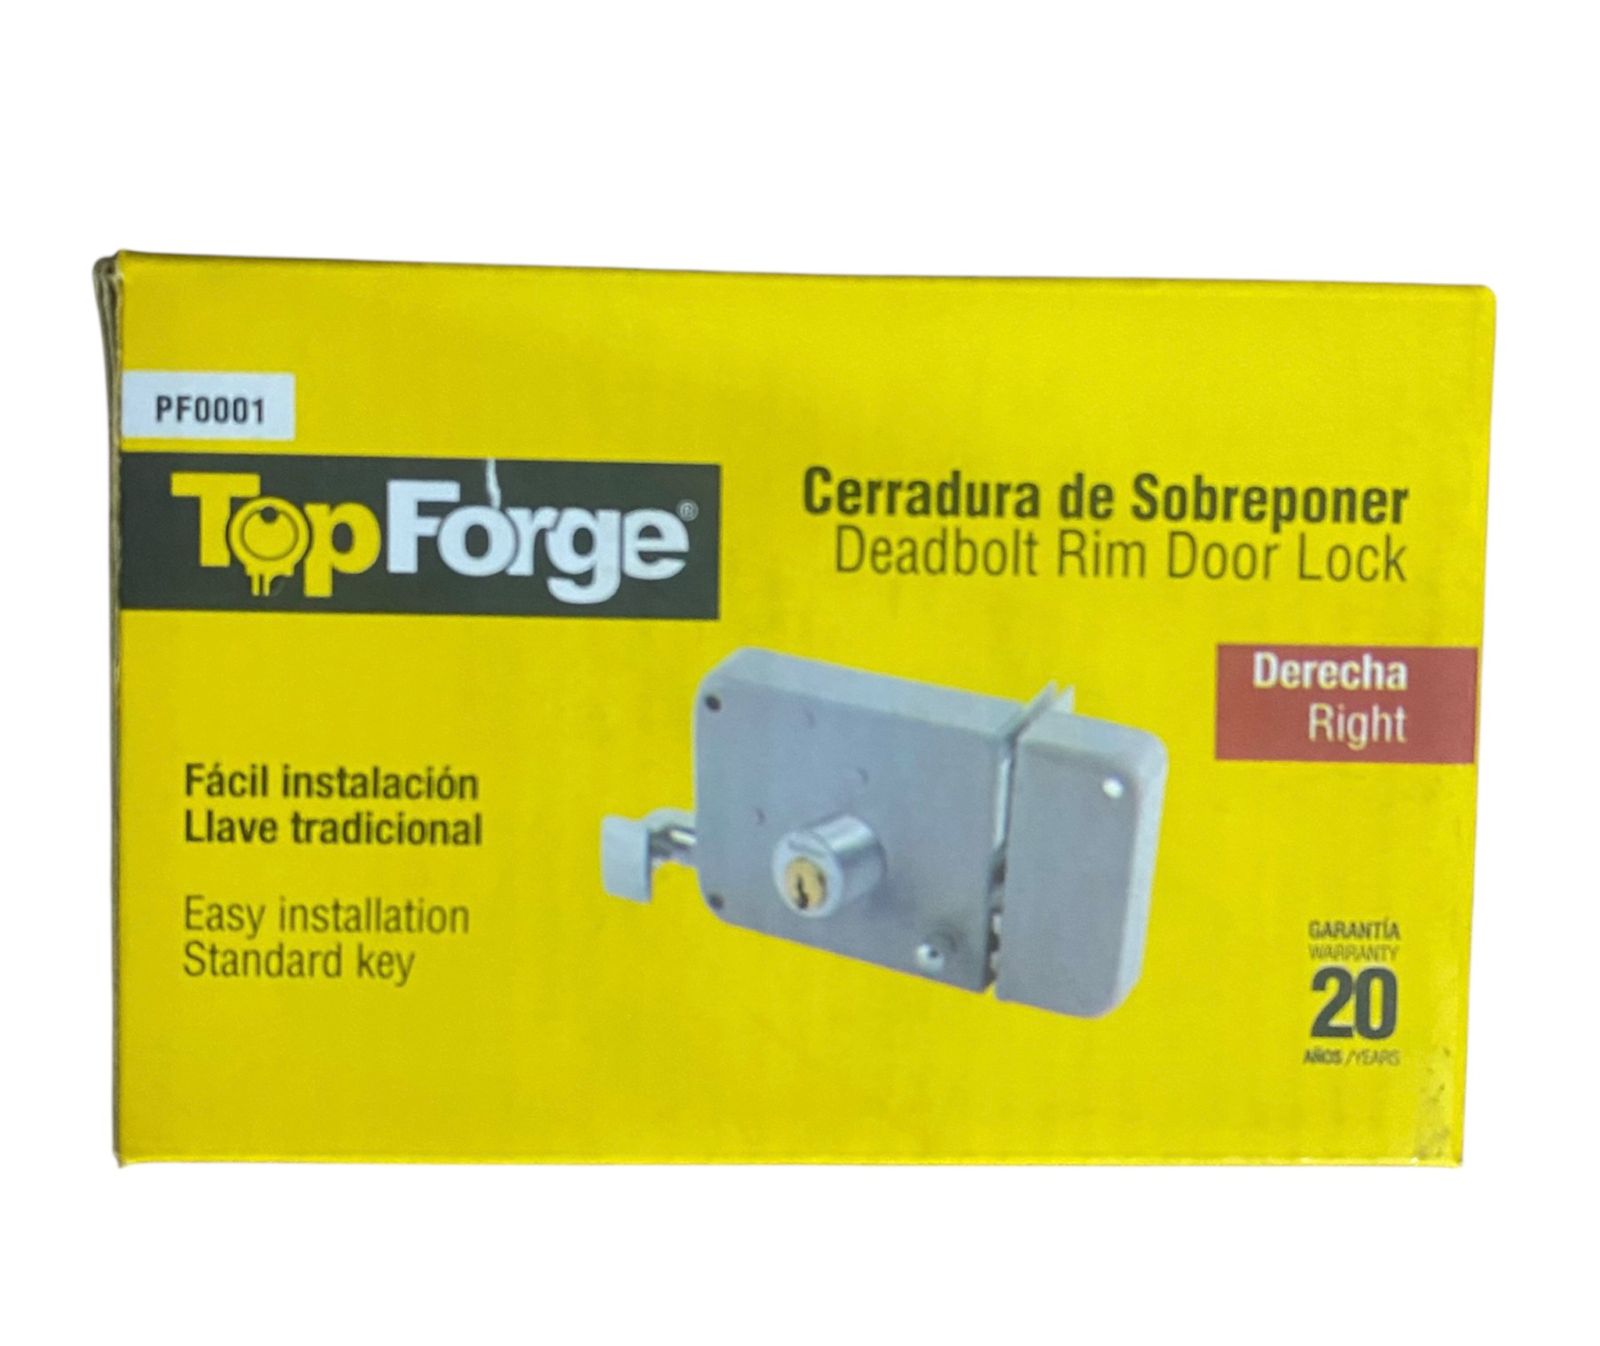 PF0001
TopForge®
Cerradura de Sobreponer
Deadbolt Rim Door Lock
Derecha
Right
Fácil instalación
Llave tradicional
Easy installation
Standard key
GARANTÍA
WARRANTY
20
AÑOS / YEARS